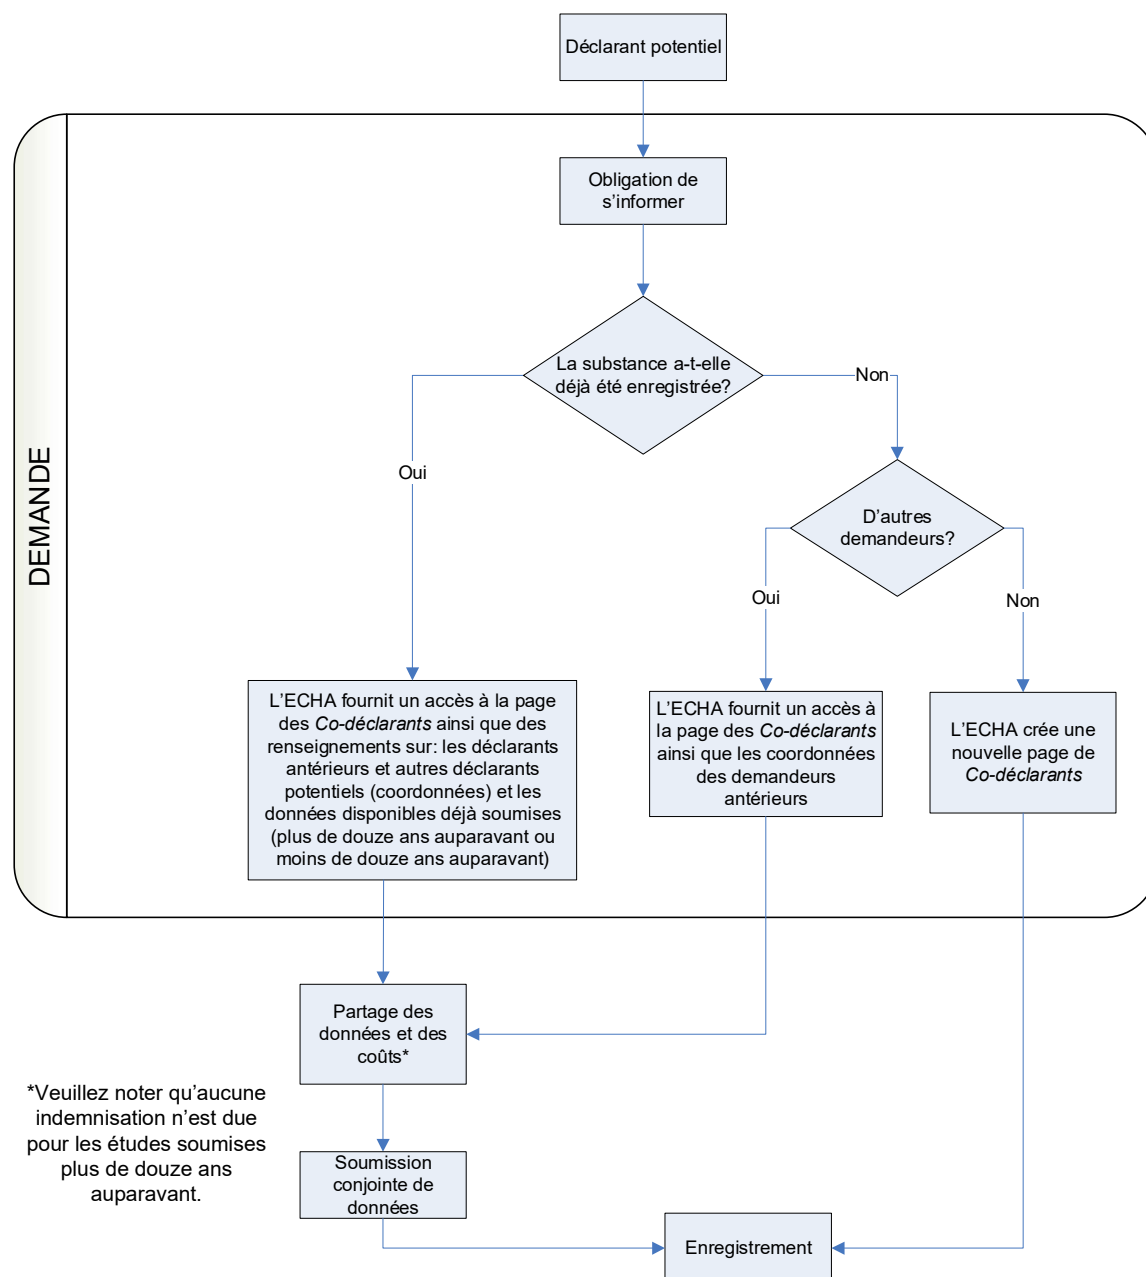 Déclarant potentiel
DEMANDE
Obligation de
s’informer
La substance a-t-elle
déjà été enregistrée?
Non
Oui
D’autres
demandeurs?
Oui
Non
L’ECHA fournit un accès à la page
des Co-déclarants ainsi que des
renseignements sur: les déclarants
antérieurs et autres déclarants
potentiels (coordonnées) et les
données disponibles déjà soumises
(plus de douze ans auparavant ou
moins de douze ans auparavant)
L’ECHA fournit un accès à
la page des Co-déclarants
ainsi que les coordonnées
des demandeurs
antérieurs
L’ECHA crée une
nouvelle page de
Co-déclarants
Partage des
données et des
coûts*
*Veuillez noter qu’aucune
indemnisation n’est due
pour les études soumises
plus de douze ans
auparavant.
Soumission
conjointe de
données
Enregistrement